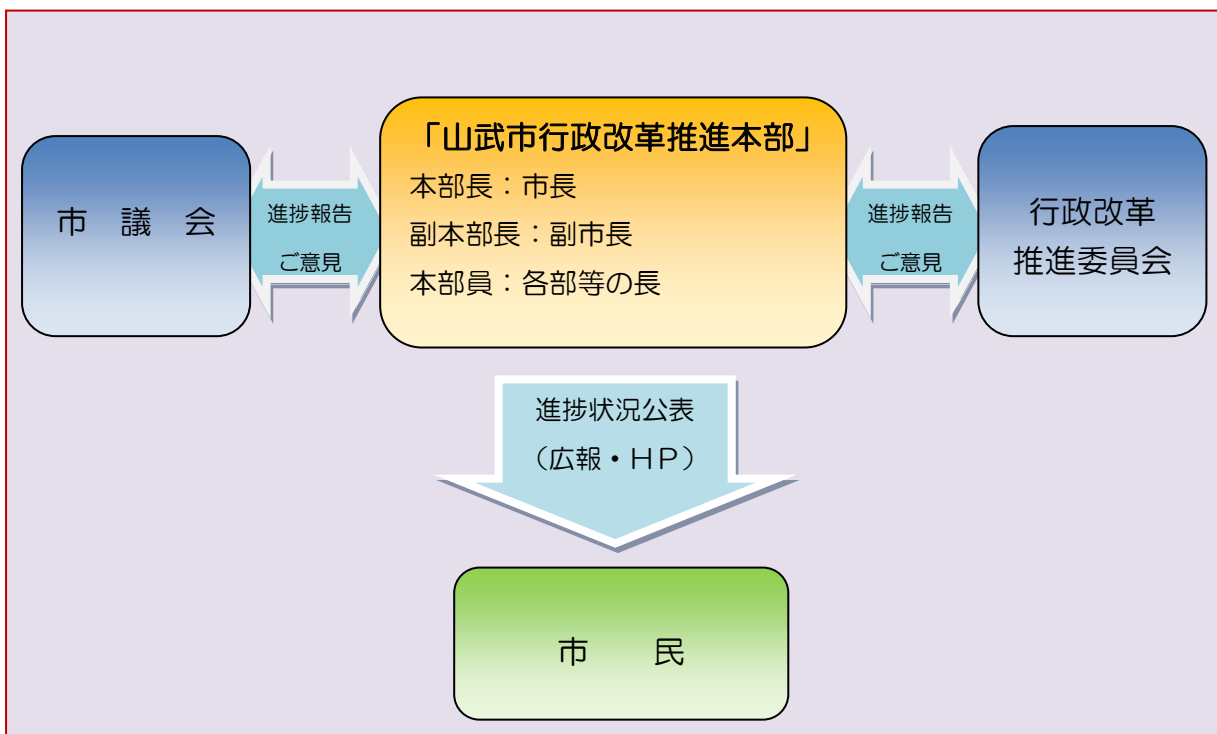 「山武市行政改革推進本部」
本部長：市長
副本部長：副市長
本部員：各部等の長
市　議　会
進捗報告
ご意見
進捗報告
ご意見
行政改革
推進委員会
進捗状況公表
（広報・ＨＰ）
市　　民